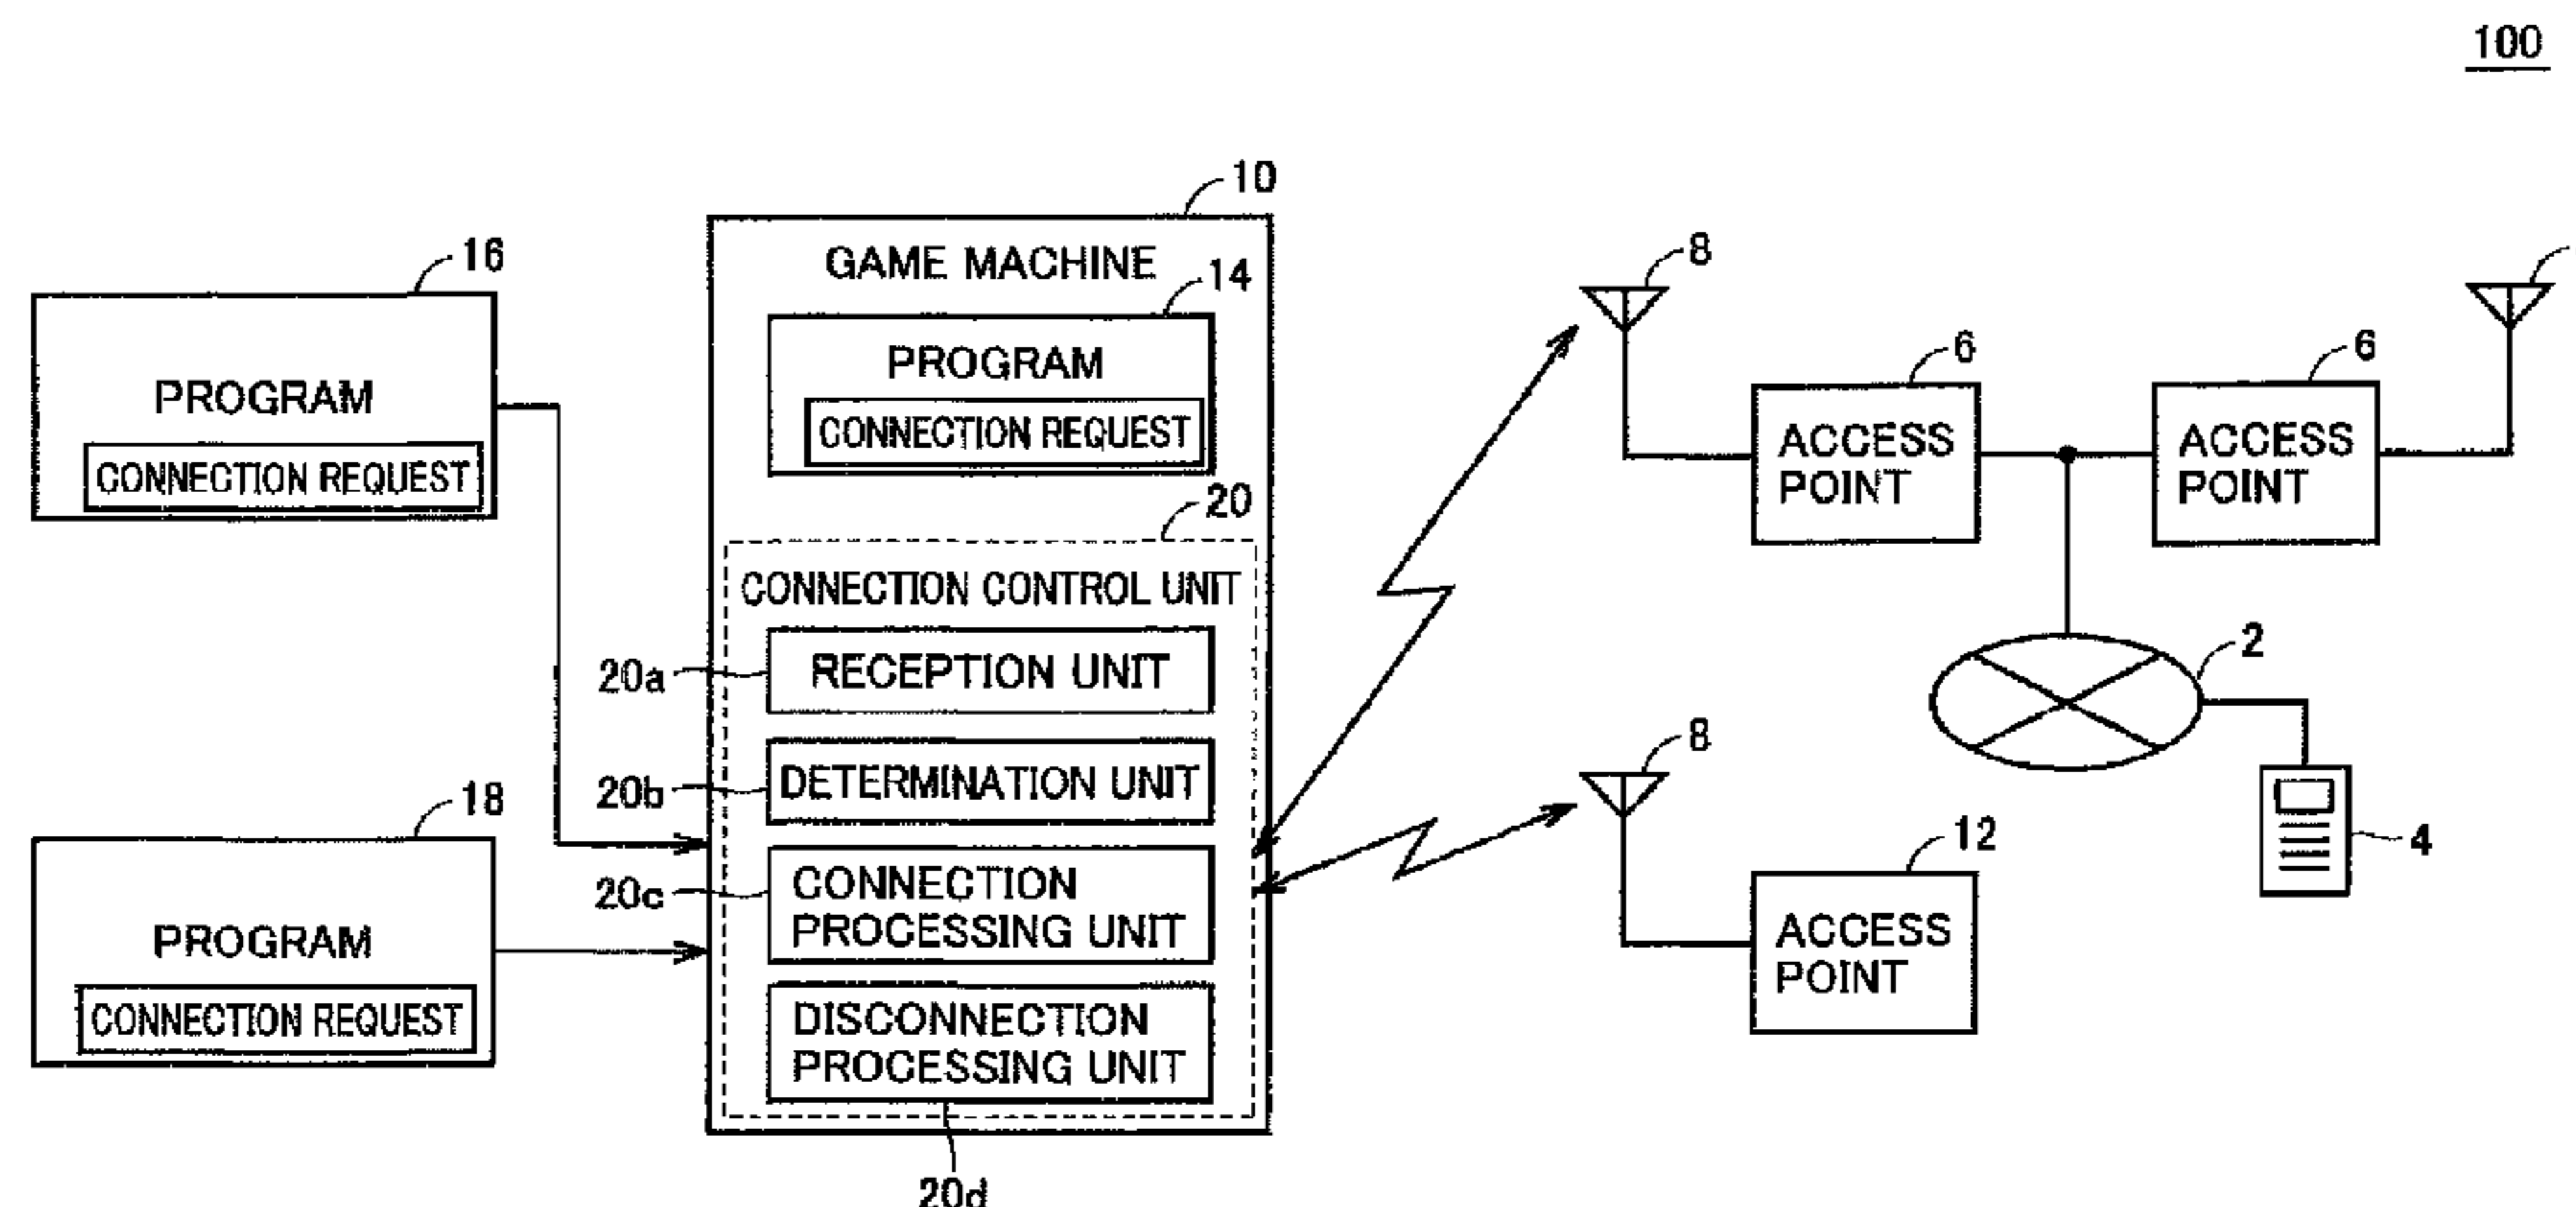 100
10
16
GAME MACHINE
14
8
PROGRAM
CONNECTION REQUEST
PROGRAM
CONNECTION REQUEST
6
ACCESS
POINT
6
ACCESS
POINT
20
CONNECTION CONTROL UNIT
20a
RECEPTION UNIT
2
20b
DETERMINATION UNIT
8
18
PROGRAM
CONNECTION REQUEST
20c
CONNECTION
PROCESSING UNIT
12
ACCESS
POINT
4
DISCONNECTION
PROCESSING UNIT
20d